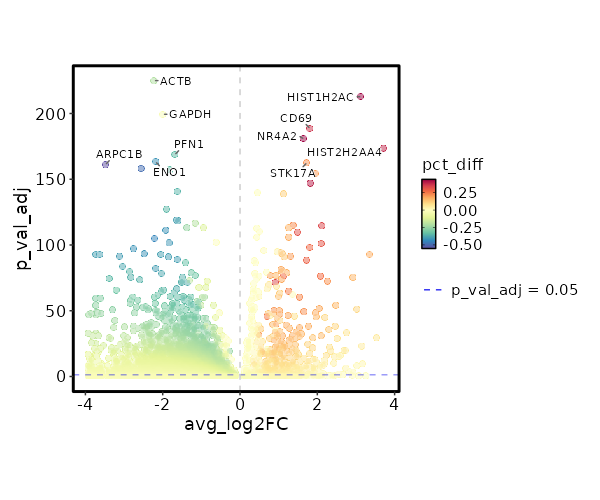 ACTB
HIST1H2AC
GAPDH
CD69
NR4A2
PFN1
HIST2H2AA4
ARPC1B
ENO1
STK17A
p_val_adj
200
150
100
50
0
-4
-2
0
2
4
avg_log2FC
pct_diff
0.25
0.00
-0.25
-0.50
p_val_adj = 0.05